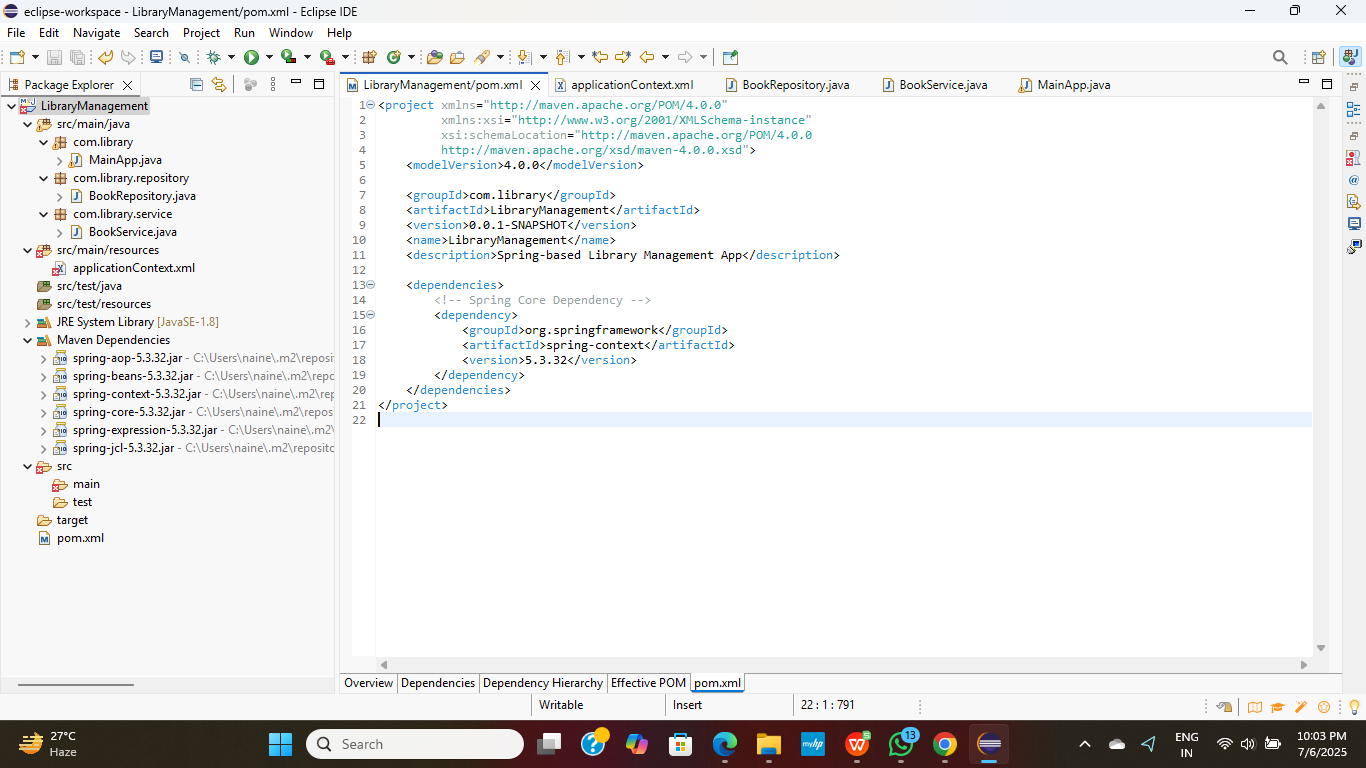 eclipse-workspace - LibraryManagement/pom.xml - Eclipse IDE
File Edit Navigate Search Project Run Window Help
Package Explorer
LibraryManagement
src/main/java
com.library
MainApp.java
com.library.repository
BookRepository.java
com.library.service
BookService.java
src/main/resources
applicationContext.xml
src/test/java
src/test/resources
JRE System Library [JavaSE-1.8]
Maven Dependencies
spring-aop-5.3.32.jar - C:\Users\naine\.m2\reposi
spring-beans-5.3.32.jar - C:\Users\naine\.m2\repo
spring-context-5.3.32.jar - C:\Users\naine\.m2\rep
spring-core-5.3.32.jar - C:\Users\naine\.m2\repos
spring-expression-5.3.32.jar - C:\Users\naine\.m2\
spring-jcl-5.3.32.jar - C:\Users\naine\.m2\reposito
src
main
test
target
pom.xml
LibraryManagement/pom.xml applicationContext.xml BookRepository.java BookService.java MainApp.java
1 <project xmlns="http://maven.apache.org/POM/4.0.0"
2 xmlns:xsi="http://www.w3.org/2001/XMLSchema-instance"
3 xsi:schemaLocation="http://maven.apache.org/POM/4.0.0
4 http://maven.apache.org/xsd/maven-4.0.0.xsd">
5 <modelVersion>4.0.0</modelVersion>
6
7 <groupId>com.library</groupId>
8 <artifactId>LibraryManagement</artifactId>
9 <version>0.0.1-SNAPSHOT</version>
10 <name>LibraryManagement</name>
11 <description>Spring-based Library Management App</description>
12
13 <dependencies>
14 <!-- Spring Core Dependency -->
15 <dependency>
16 <groupId>org.springframework</groupId>
17 <artifactId>spring-context</artifactId>
18 <version>5.3.32</version>
19 </dependency>
20 </dependencies>
21 </project>
22
Overview Dependencies Dependency Hierarchy Effective POM pom.xml
Writable Insert 22 : 1 : 791
27°C
Haze
Search
myhp
13
ENG
IN
10:03 PM
7/6/2025